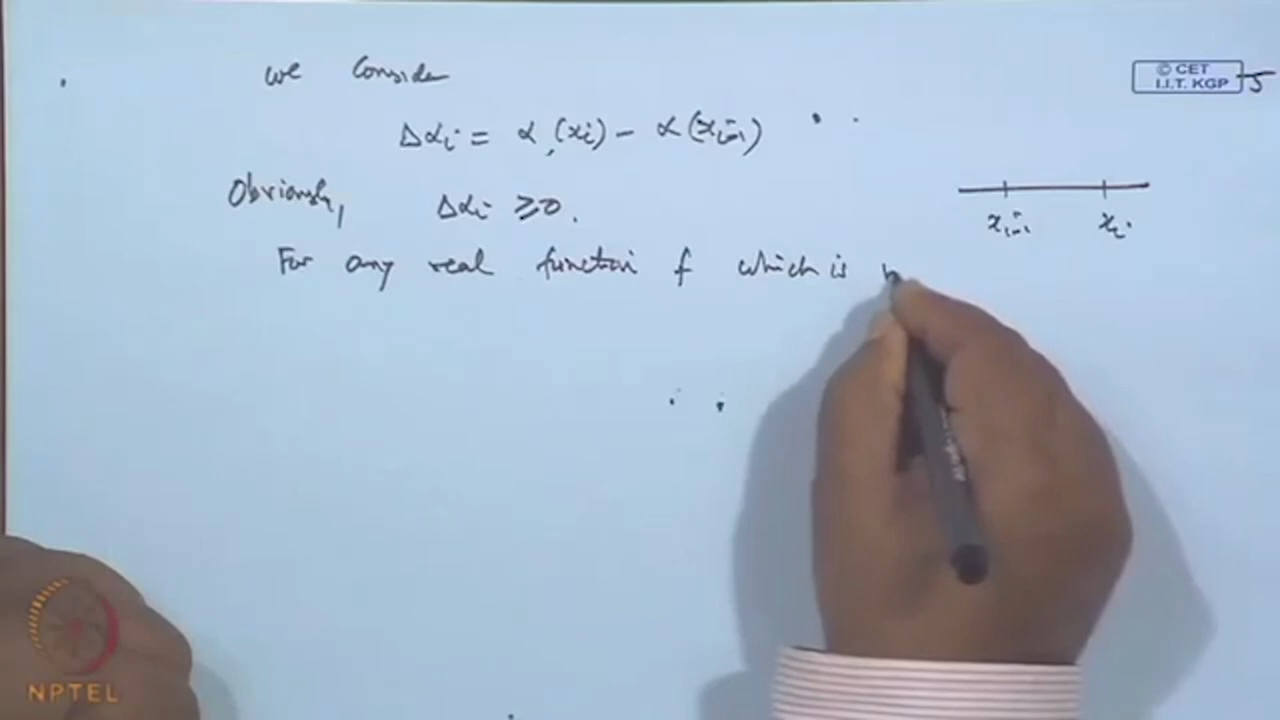 we Consider
© CET
I.I.T. KGP
5
Δαi = α(xi) - α(xi-1)
Obviously, Δαi ≥ 0.
xi-1 xi
For any real function f which is
NPTEL